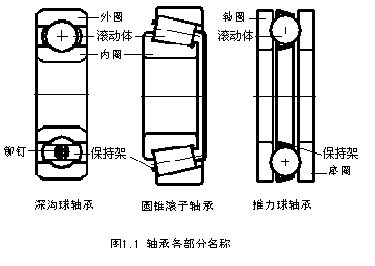 外圈
滚动体
内圈
铆钉
保持架
深沟球轴承
圆锥滚子轴承
轴圈
滚动体
保持架
底圈
推力球轴承
图1.1 轴承各部分名称